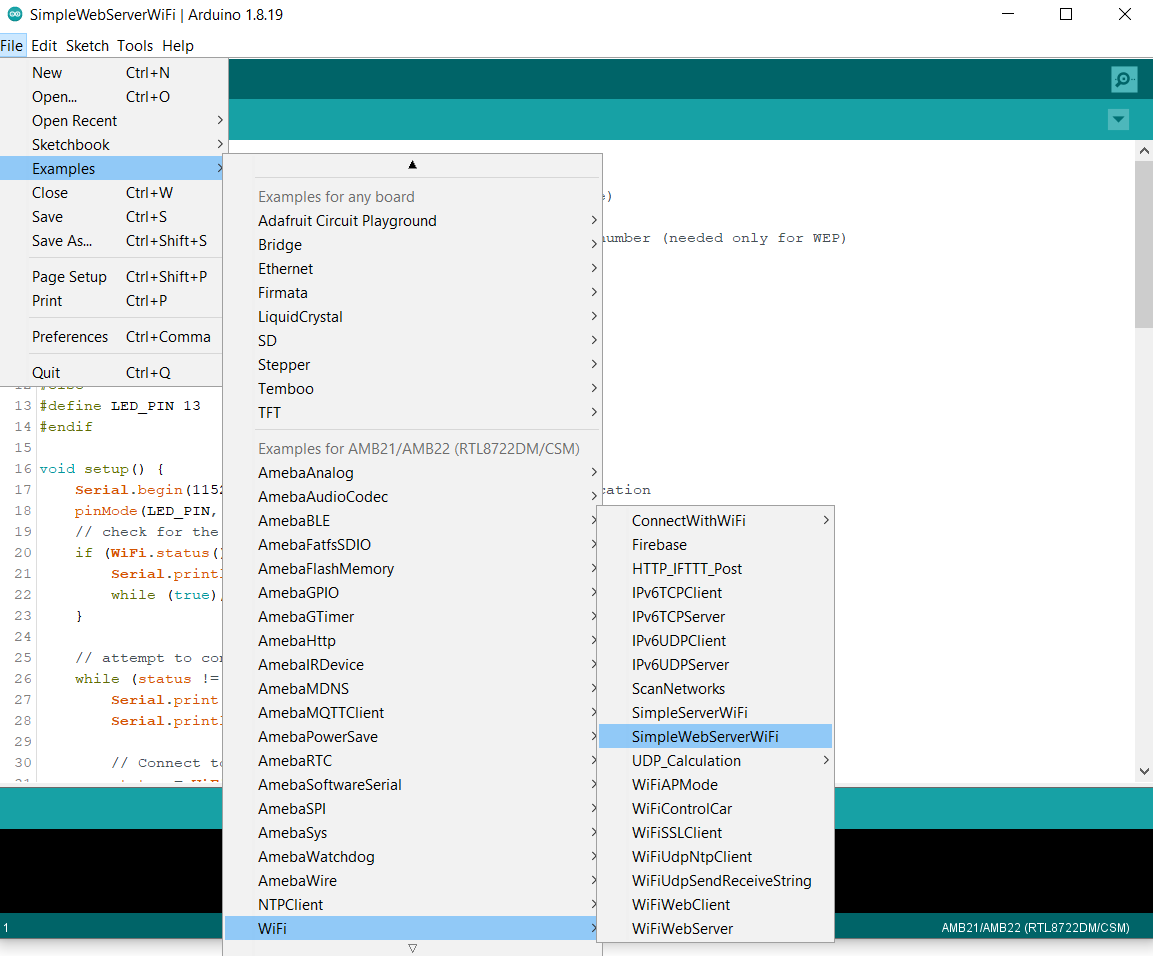 SimpleWebServerWiFi | Arduino 1.8.19
File Edit Sketch Tools Help
New Ctrl+N
Open... Ctrl+O
Open Recent
Sketchbook
Examples
Close Ctrl+W
Save Ctrl+S
Save As... Ctrl+Shift+S
Page Setup Ctrl+Shift+P
Print Ctrl+P
Preferences Ctrl+Comma
Quit Ctrl+Q
Examples for any board
Adafruit Circuit Playground
Bridge
Ethernet
Firmata
LiquidCrystal
SD
Stepper
Temboo
TFT
Examples for AMB21/AMB22 (RTL8722DM/CSM)
AmebaAnalog
AmebaAudioCodec
AmebaBLE
AmebaFatfsSDIO
AmebaFlashMemory
AmebaGPIO
AmebaGTimer
AmebaHttp
AmebaIRDevice
AmebaMDNS
AmebaMQTTClient
AmebaPowerSave
AmebaRTC
AmebaSoftwareSerial
AmebaSPI
AmebaSys
AmebaWatchdog
AmebaWire
NTPClient
WiFi
ConnectWithWiFi
Firebase
HTTP_IFTTT_Post
IPv6TCPClient
IPv6TCPServer
IPv6UDPClient
IPv6UDPServer
ScanNetworks
SimpleServerWiFi
SimpleWebServerWiFi
UDP_Calculation
WiFiAPMode
WiFiControlCar
WiFiSSLClient
WiFiUdpNtpClient
WiFiUdpSendReceiveString
WiFiWebClient
WiFiWebServer
)
number (needed only for WEP)
13 #define LED_PIN 13
14 #endif
15
16 void setup() {
17 Serial.begin(1152
18 pinMode(LED_PIN,
19 // check for the
20 if (WiFi.status()
21 Serial.print
22 while (true)
23 }
24
25 // attempt to con
26 while (status !=
27 Serial.print
28 Serial.print
29
30 // Connect to
1
AMB21/AMB22 (RTL8722DM/CSM)